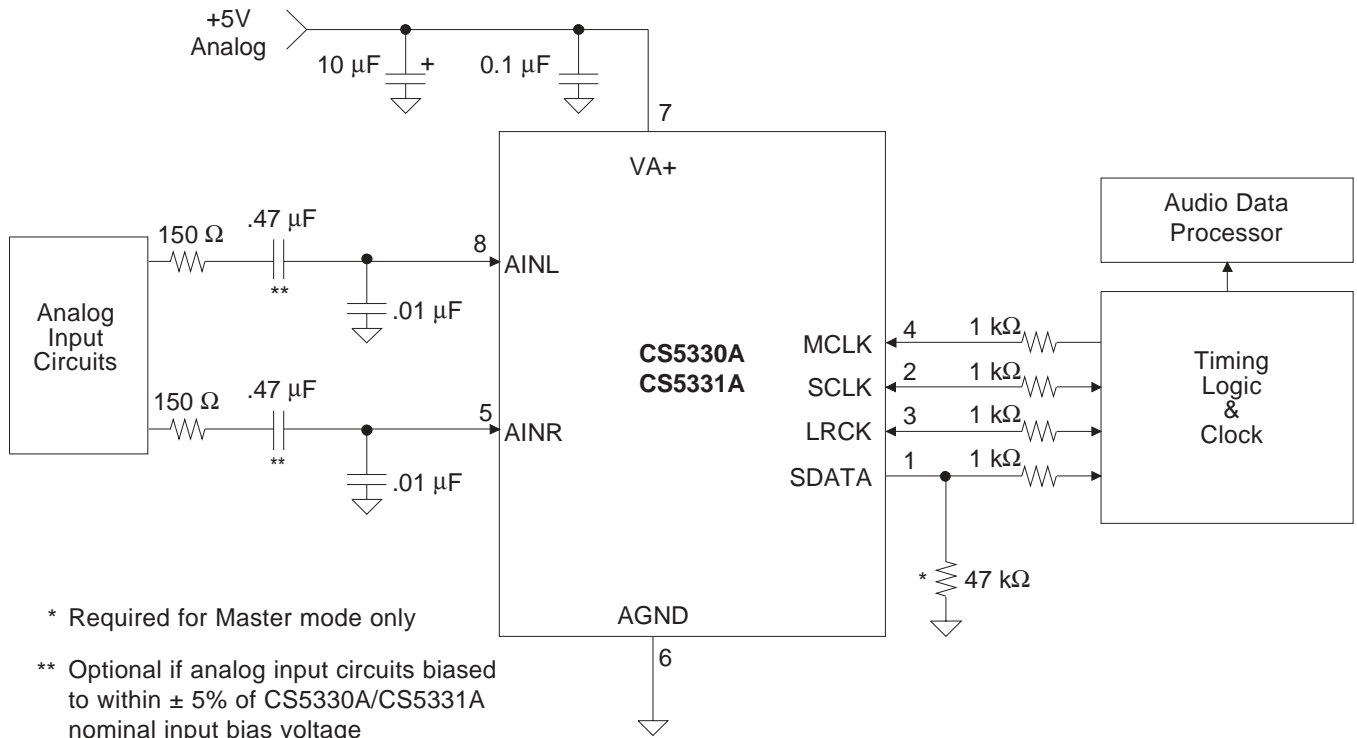 +5V
Analog
10 µF
+
0.1 µF
7
VA+
Audio Data
Processor
150 Ω
.47 µF
**
8
AINL
.01 µF
Analog
Input
Circuits
CS5330A
CS5331A
MCLK
4
1 kΩ
SCLK
2
1 kΩ
LRCK
3
1 kΩ
SDATA
1
1 kΩ
Timing
Logic
&
Clock
150 Ω
.47 µF
**
5
AINR
.01 µF
* 47 kΩ
AGND
6
* Required for Master mode only
** Optional if analog input circuits biased
to within ± 5% of CS5330A/CS5331A
nominal input bias voltage